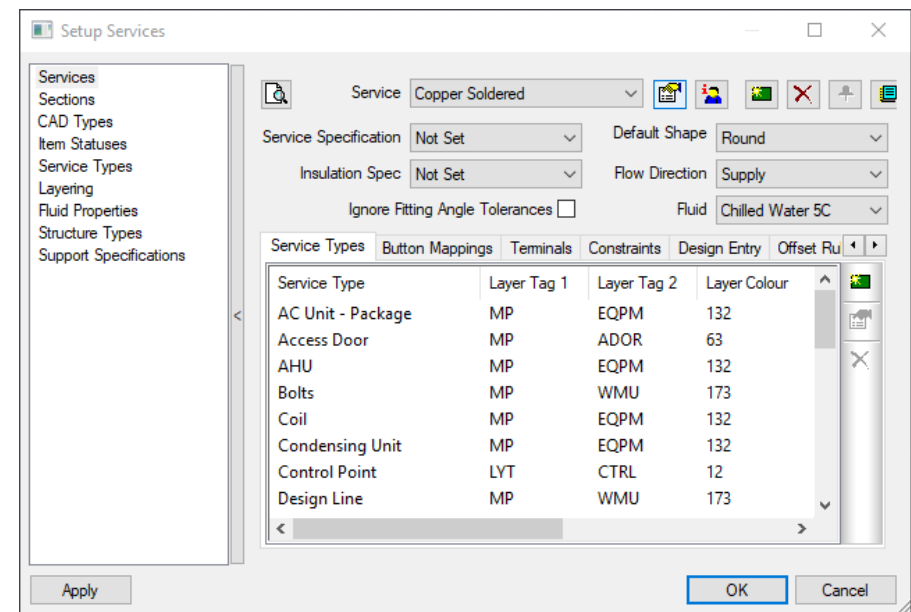 Setup Services
Services
Sections
CAD Types
Item Statuses
Service Types
Layering
Fluid Properties
Structure Types
Support Specifications
<
Service Copper Soldered
Service Specification Not Set Default Shape Round
Insulation Spec Not Set Flow Direction Supply
Ignore Fitting Angle Tolerances Fluid Chilled Water 5C
Service Types Button Mappings Terminals Constraints Design Entry Offset Ru
Service Type Layer Tag 1 Layer Tag 2 Layer Colour
AC Unit - Package MP EQPM 132
Access Door MP ADOR 63
AHU MP EQPM 132
Bolts MP WMU 173
Coil MP EQPM 132
Condensing Unit MP EQPM 132
Control Point LYT CTRL 12
Design Line MP WMU 173
Apply OK Cancel